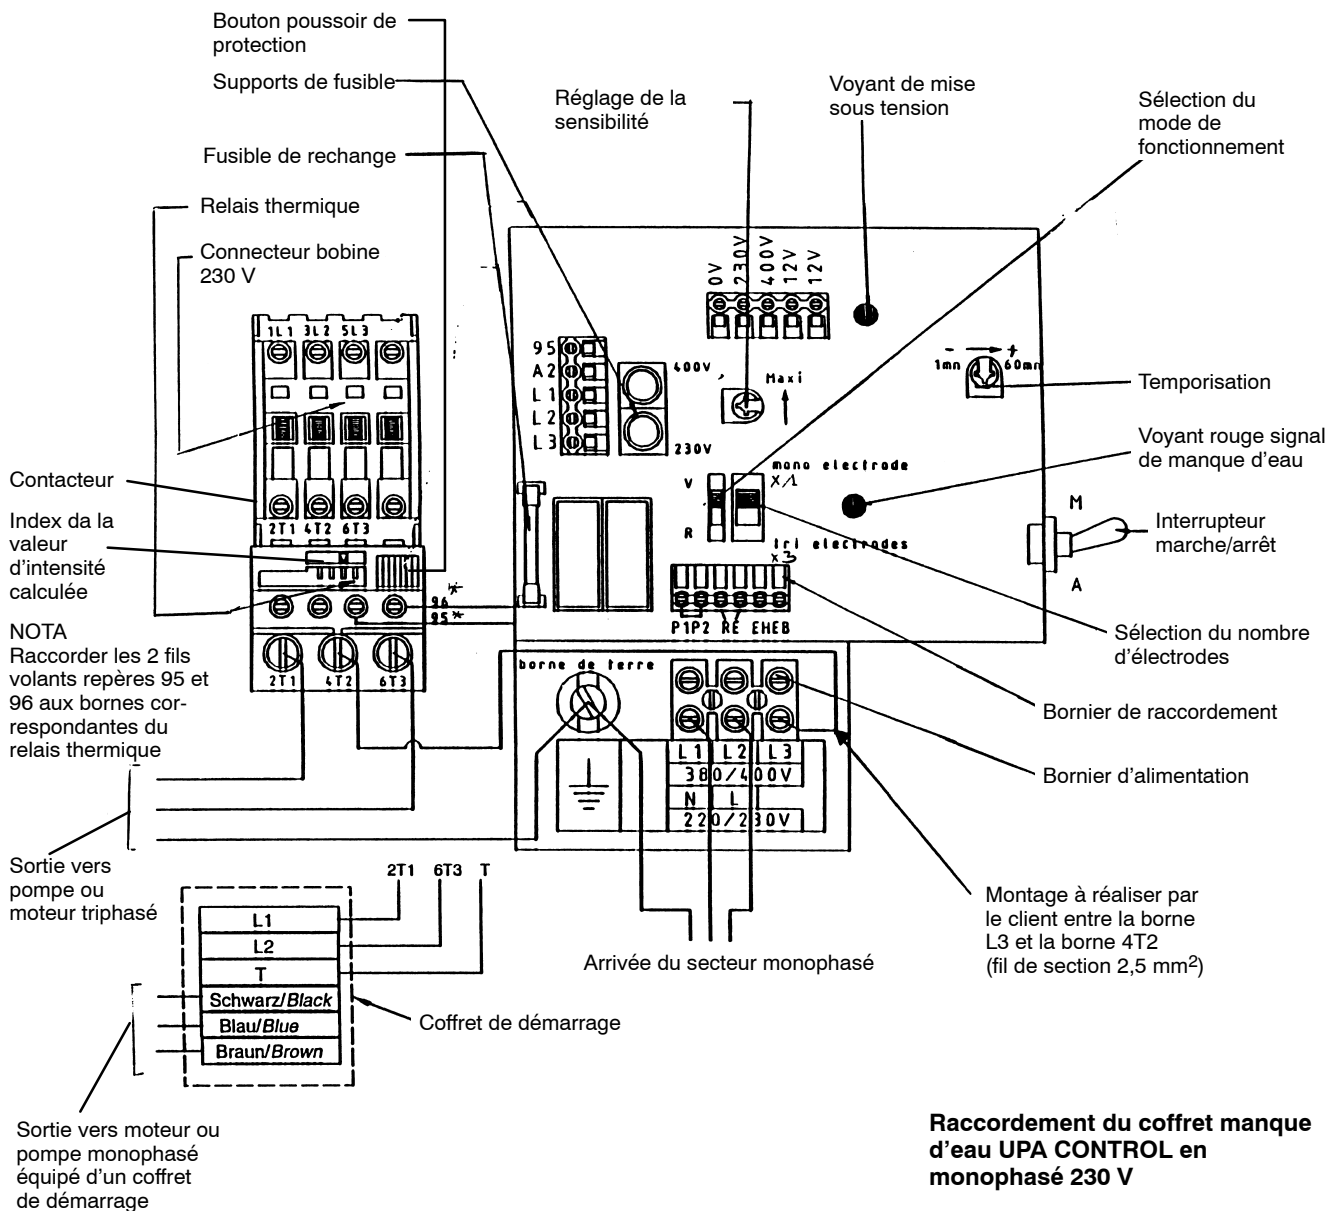 Bouton poussoir de
protection
Supports de fusible
Fusible de rechange
Relais thermique
Connecteur bobine
230 V
Réglage de la
sensibilité
Voyant de mise
sous tension
Sélection du
mode de
fonctionnement
0V
230V
400V
12V
12V
1L1 3L2 5L3
95
A2
L1
L2
L3
400V
230V
Maxi
- +
1mn 60mn
Temporisation
Voyant rouge signal
de manque d'eau
Contacteur
mono electrode
x/1
V
R
tri electrodes
x3
M
A
Interrupteur
marche/arrêt
2T1 4T2 6T3
Index da la
valeur
d'intensité
calculée
96*
95*
P1P2 RE EHEB
Sélection du nombre
d'électrodes
NOTA
Raccorder les 2 fils
volants repères 95 et
96 aux bornes cor-
respondantes du
relais thermique
2T1 4T2 6T3
borne de terre
Bornier de raccordement
L1 L2 L3
380/400V
N L
220/230V
Bornier d'alimentation
Sortie vers
pompe ou
moteur triphasé
2T1 6T3 T
L1
L2
T
Schwarz/Black
Blau/Blue
Braun/Brown
Coffret de démarrage
Arrivée du secteur monophasé
Montage à réaliser par
le client entre la borne
L3 et la borne 4T2
(fil de section 2,5 mm²)
Sortie vers moteur ou
pompe monophasé
équipé d'un coffret
de démarrage
Raccordement du coffret manque
d'eau UPA CONTROL en
monophasé 230 V